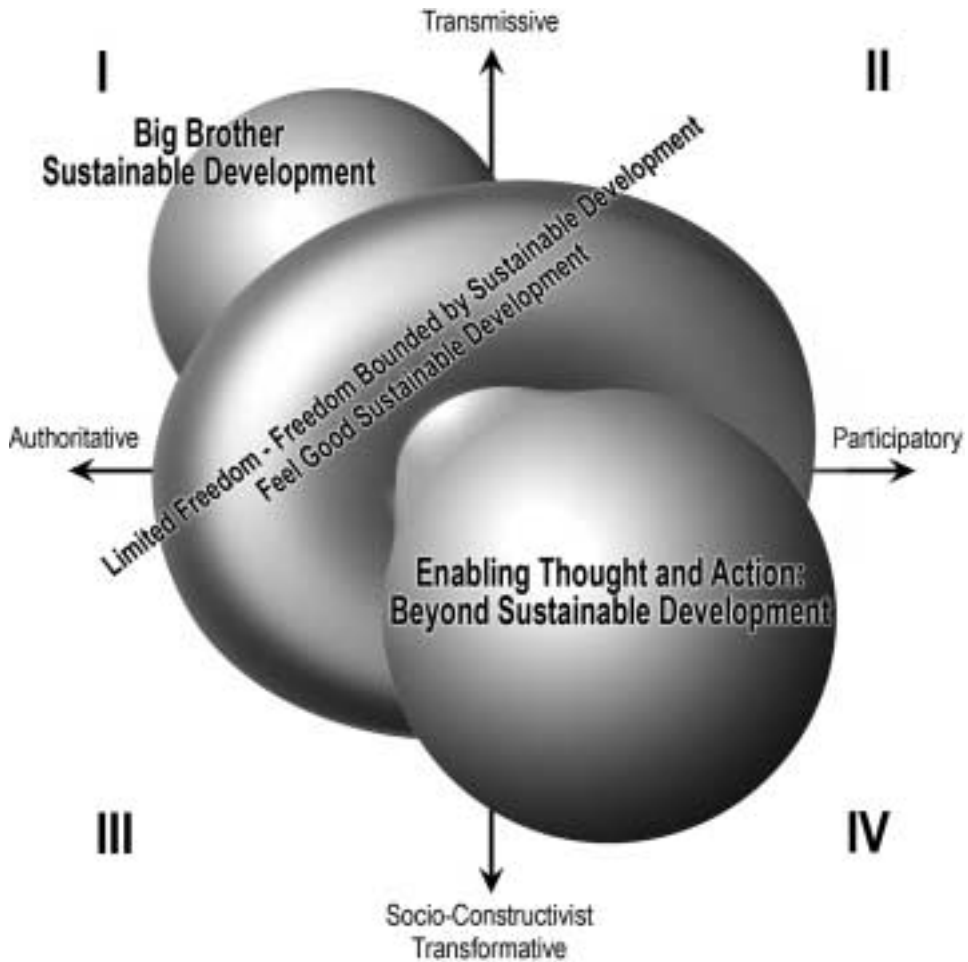 Transmissive
I
II
Big Brother
Sustainable Development
Limited Freedom - Freedom Bounded by Sustainable Development
Feel Good Sustainable Development
Authoritative
Participatory
Enabling Thought and Action:
Beyond Sustainable Development
III
IV
Socio-Constructivist
Transformative